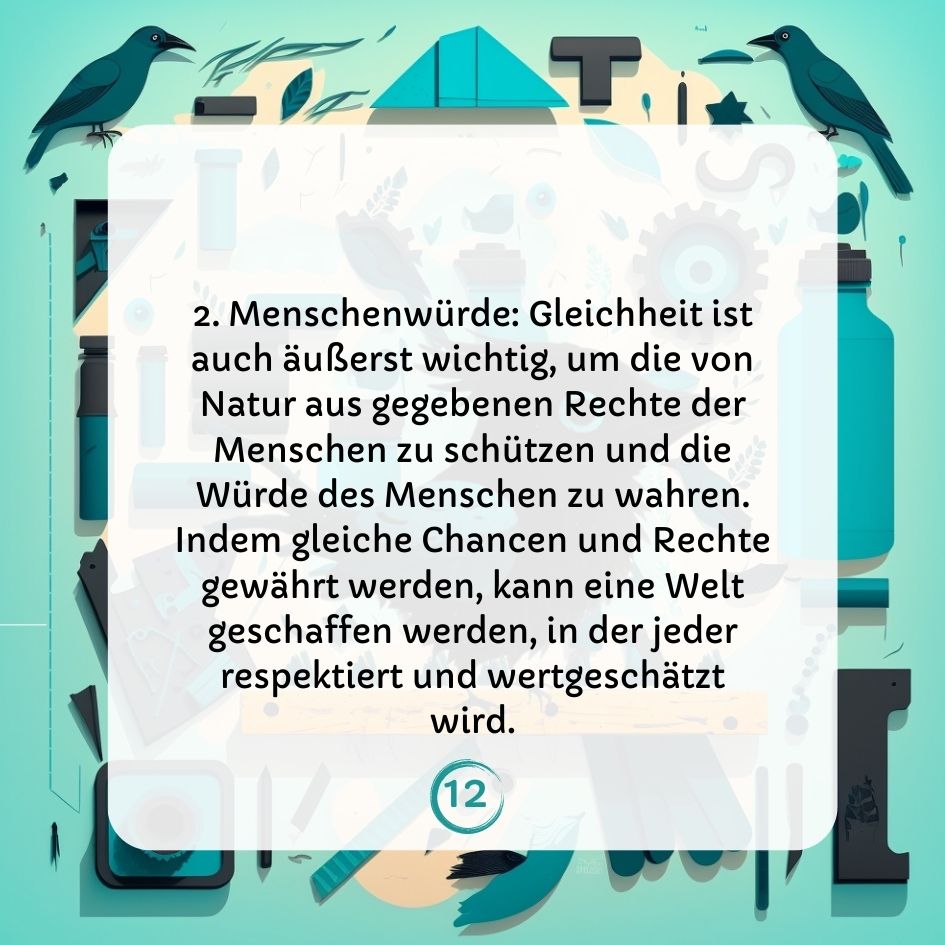 2. Menschenwürde: Gleichheit ist
auch äußerst wichtig, um die von
Natur aus gegebenen Rechte der
Menschen zu schützen und die
Würde des Menschen zu wahren.
Indem gleiche Chancen und Rechte
gewährt werden, kann eine Welt
geschaffen werden, in der jeder
respektiert und wertgeschätzt
wird.
12